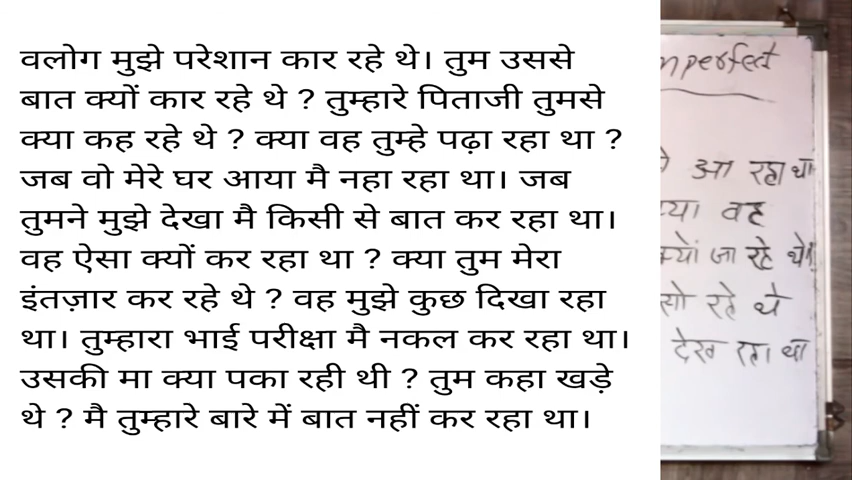 वलोग मुझे परेशान कार रहे थे। तुम उससे
बात क्यों कार रहे थे ? तुम्हारे पिताजी तुमसे
क्या कह रहे थे ? क्या वह तुम्हे पढ़ा रहा था ?
जब वो मेरे घर आया मै नहा रहा था। जब
तुमने मुझे देखा मै किसी से बात कर रहा था।
वह ऐसा क्यों कर रहा था ? क्या तुम मेरा
इंतज़ार कर रहे थे ? वह मुझे कुछ दिखा रहा
था। तुम्हारा भाई परीक्षा मै नकल कर रहा था।
उसकी मा क्या पका रही थी ? तुम कहा खड़े
थे ? मै तुम्हारे बारे में बात नहीं कर रहा था।
आ रहा था
वह
जा रहे थे
रहे थे
देख रहा था